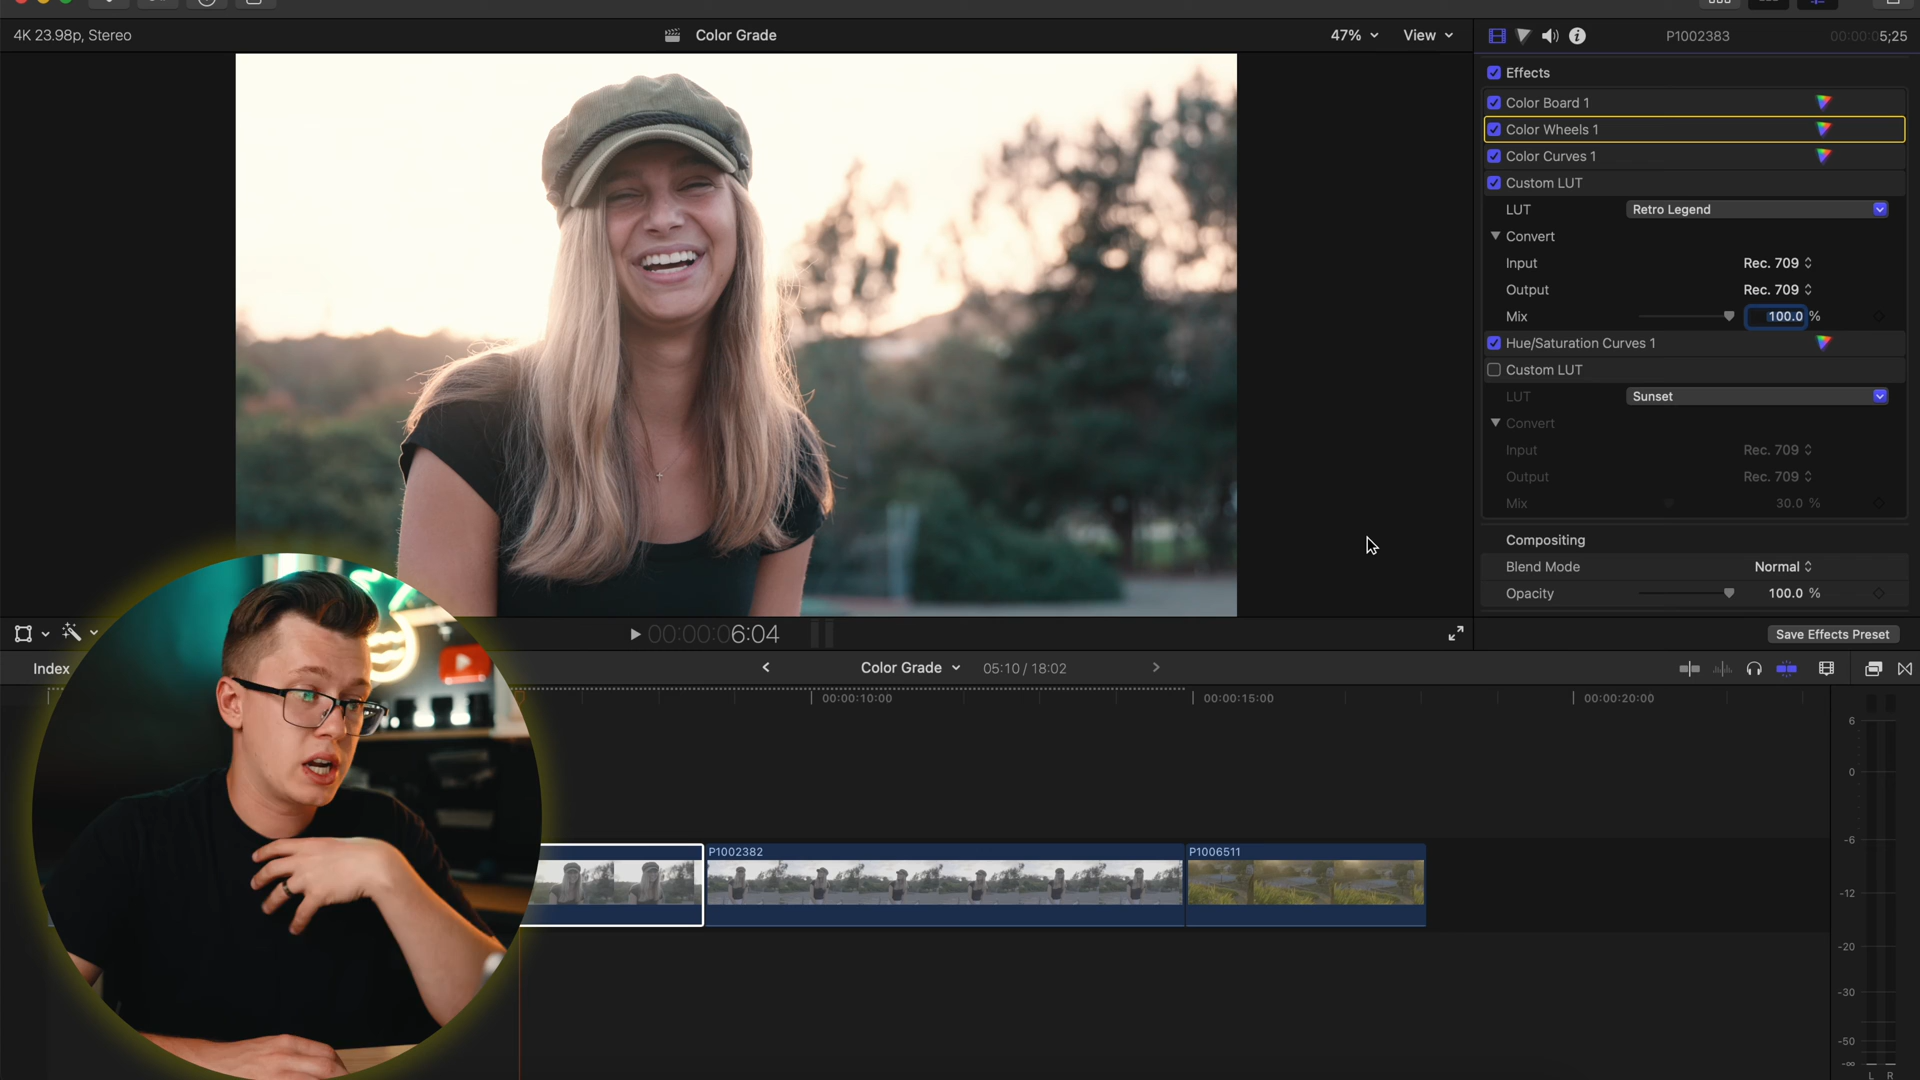 4K 23.98p, Stereo
Color Grade
47%
View
P1002383
00:00:05;25
Effects
Color Board 1
Color Wheels 1
Color Curves 1
Custom LUT
LUT
Retro Legend
Convert
Input
Rec. 709
Output
Rec. 709
Mix
100.0 %
Hue/Saturation Curves 1
Custom LUT
LUT
Sunset
Convert
Input
Rec. 709
Output
Rec. 709
Mix
30.0 %
Compositing
Blend Mode
Normal
Opacity
100.0 %
00:00:06:04
Save Effects Preset
Index
Color Grade
05:10 / 18:02
00:00:10:00
00:00:15:00
00:00:20:00
P1002382
P1006511
6
0
-6
-12
-20
-30
-50
-∞
L R